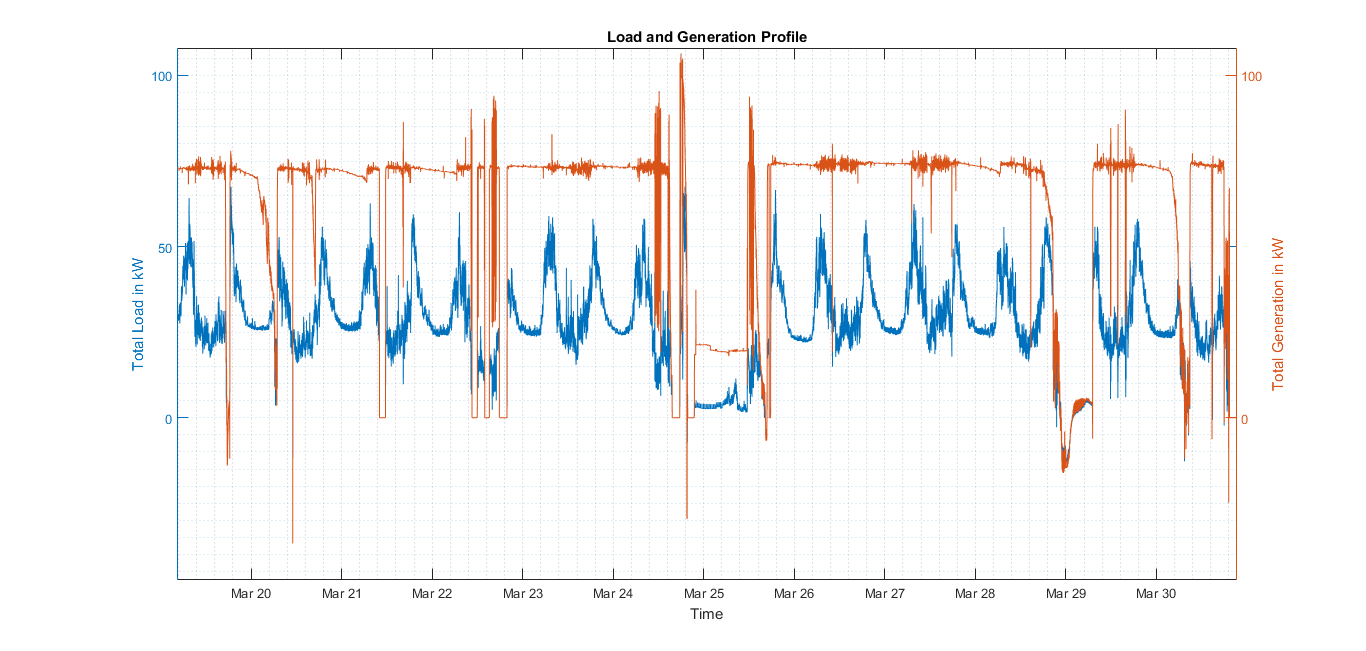 Load and Generation Profile
100
50
0
Total Load in kW
100
0
Total Generation in kW
Mar 20
Mar 21
Mar 22
Mar 23
Mar 24
Mar 25
Mar 26
Mar 27
Mar 28
Mar 29
Mar 30
Time